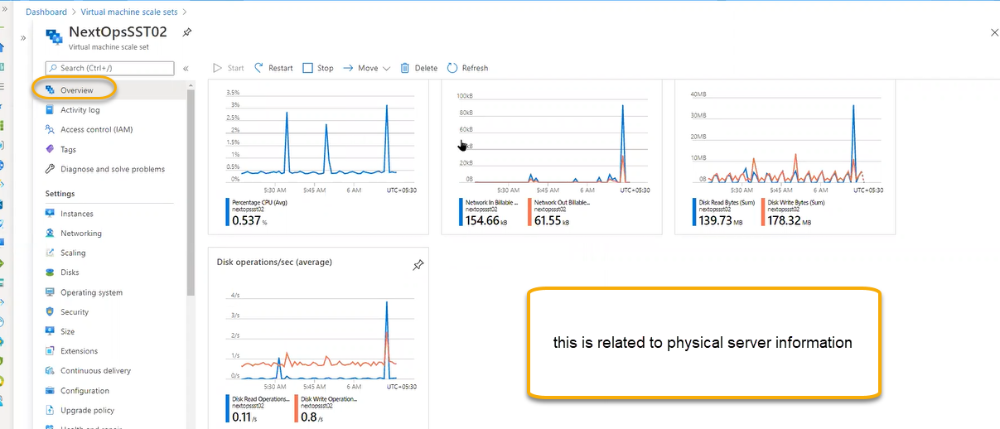 Dashboard > Virtual machine scale sets >
NextOpsSST02
Virtual machine scale set
Search (Ctrl+/)
Overview
Activity log
Access control (IAM)
Tags
Diagnose and solve problems
Settings
Instances
Networking
Scaling
Disks
Operating system
Security
Size
Extensions
Continuous delivery
Configuration
Upgrade policy
Health and repair
Start Restart Stop Move Delete Refresh
3.5%
3%
2.5%
2%
1.5%
1%
0.5%
0%
5:30 AM 5:45 AM 6 AM UTC+05:30
Percentage CPU (Avg)
nextopssst02
0.537 %
100kB
80kB
60kB
20kB
0B
5:30 AM 5:45 AM 6 AM UTC+05:30
Network In Billable ... Network Out Billable...
nextopssst02 nextopssst02
154.66 kB 61.55 kB
40MB
30MB
20MB
10MB
0B
5:30 AM 5:45 AM 6 AM UTC+05:30
Disk Read Bytes (Sum) Disk Write Bytes (Sum)
nextopssst02 nextopssst02
139.73 MB 178.32 MB
Disk operations/sec (average)
4/s
3/s
2/s
1/s
0/s
5:30 AM 5:45 AM 6 AM UTC+05:30
Disk Read Operations... Disk Write Operation...
nextopssst02 nextopssst02
0.11 /s 0.8 /s
this is related to physical server information